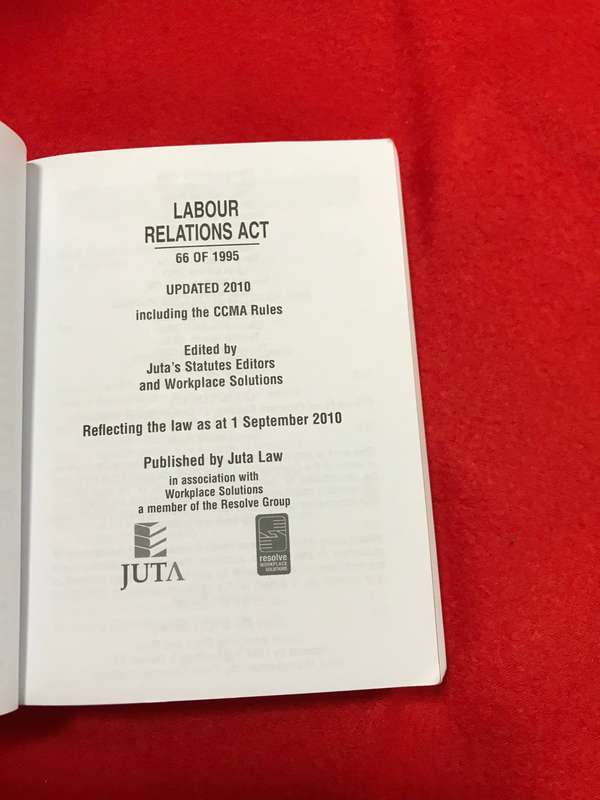 LABOUR
RELATIONS ACT
66 OF 1995
UPDATED 2010
including the CCMA Rules
Edited by
Juta's Statutes Editors
and Workplace Solutions
Reflecting the law as at 1 September 2010
Published by Juta Law
in association with
Workplace Solutions
a member of the Resolve Group
JUTA
resolve
WORKPLACE
SOLUTIONS